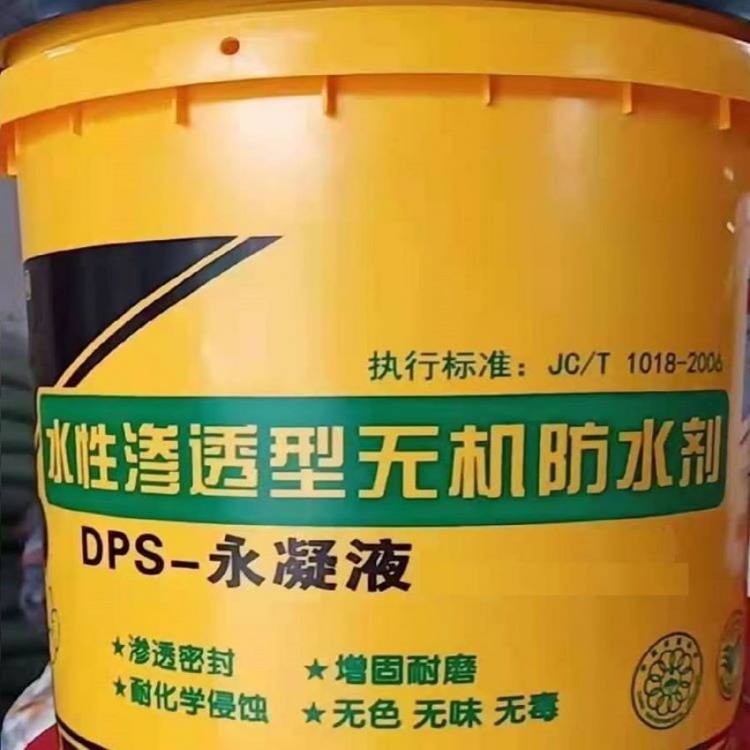 执行标准：JC/T 1018-2006
水性渗透型无机防水剂
DPS-永凝液
★渗透密封 ★增固耐磨
★耐化学侵蚀 ★无色 无味 无毒